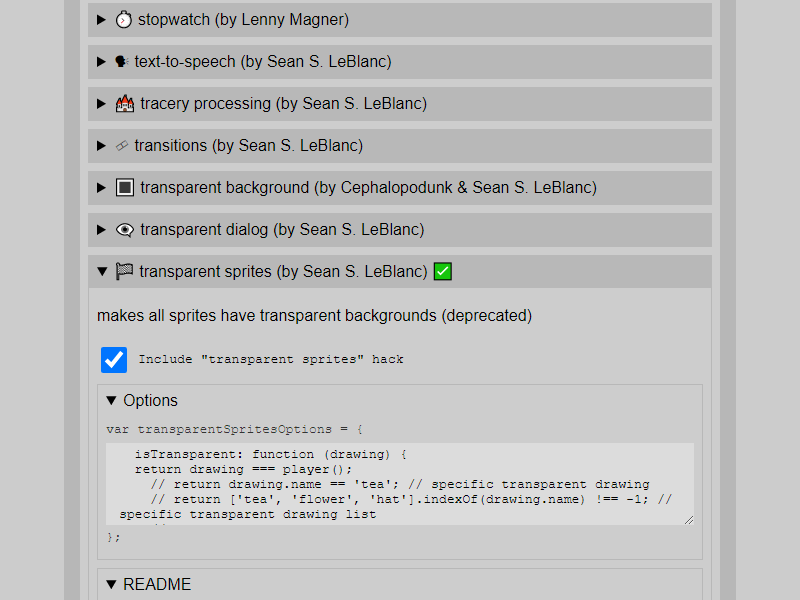 ▶ stopwatch (by Lenny Magner)
▶ text-to-speech (by Sean S. LeBlanc)
▶ tracery processing (by Sean S. LeBlanc)
▶ transitions (by Sean S. LeBlanc)
▶ transparent background (by Cephalopodunk & Sean S. LeBlanc)
▶ transparent dialog (by Sean S. LeBlanc)
▼ transparent sprites (by Sean S. LeBlanc) ✅
makes all sprites have transparent backgrounds (deprecated)
Include "transparent sprites" hack
▼ Options
var transparentSpritesOptions = {
isTransparent: function (drawing) {
return drawing === player();
// return drawing.name == 'tea'; // specific transparent drawing
// return ['tea', 'flower', 'hat'].indexOf(drawing.name) !== -1; //
specific transparent drawing list
};
▼ README